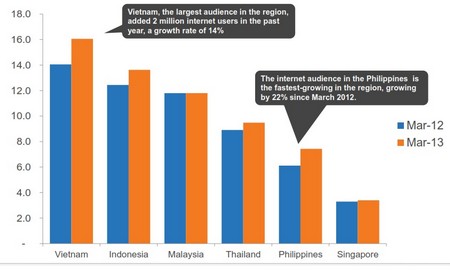 18.0
16.0
14.0
12.0
10.0
8.0
6.0
4.0
2.0
-
Vietnam, the largest audience in the region,
added 2 million internet users in the past
year, a growth rate of 14%
The internet audience in the Philippines is
the fastest-growing in the region, growing
by 22% since March 2012.
Mar-12
Mar-13
Vietnam Indonesia Malaysia Thailand Philippines Singapore